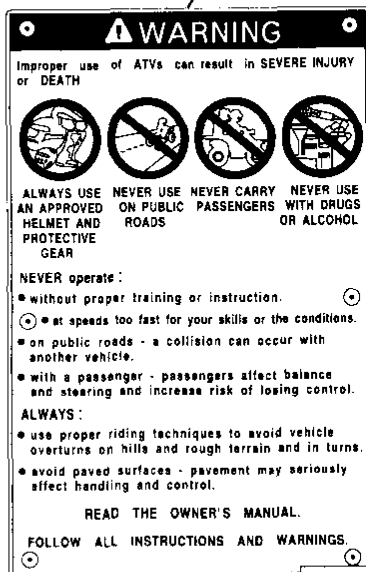 WARNING
Improper use of ATVs can result in SEVERE INJURY
or DEATH
ALWAYS USE
AN APPROVED
HELMET AND
PROTECTIVE
GEAR
NEVER USE
ON PUBLIC
ROADS
NEVER CARRY
PASSENGERS
NEVER USE
WITH DRUGS
OR ALCOHOL
NEVER operate :
• without proper training or instruction.
• at speeds too fast for your skills or the conditions.
• on public roads - a collision can occur with
another vehicle.
• with a passenger - passengers affect balance
and steering and increase risk of losing control.
ALWAYS :
• use proper riding techniques to avoid vehicle
overturns on hills and rough terrain and in turns.
• avoid paved surfaces - pavement may seriously
affect handling and control.
READ THE OWNER'S MANUAL.
FOLLOW ALL INSTRUCTIONS AND WARNINGS.